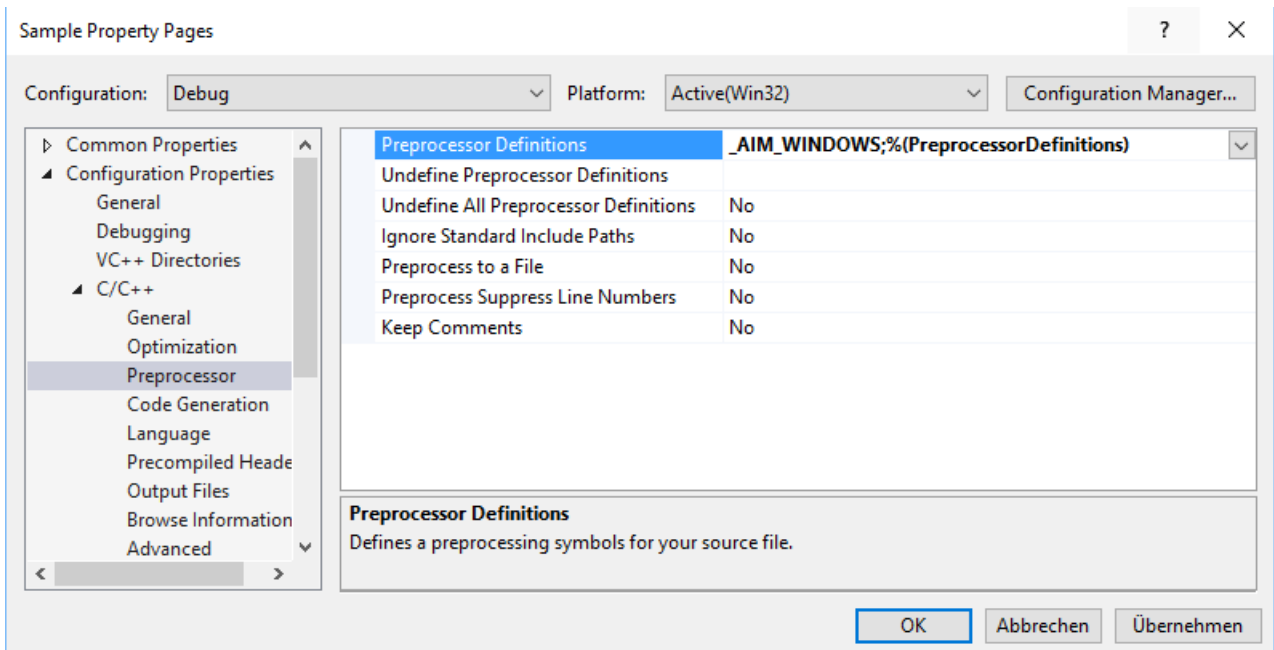 Sample Property Pages
?
Configuration: Debug Platform: Active(Win32) Configuration Manager...
Common Properties
Configuration Properties
General
Debugging
VC++ Directories
C/C++
General
Optimization
Preprocessor
Code Generation
Language
Precompiled Heade
Output Files
Browse Information
Advanced
Preprocessor Definitions _AIM_WINDOWS;%(PreprocessorDefinitions)
Undefine Preprocessor Definitions
Undefine All Preprocessor Definitions No
Ignore Standard Include Paths No
Preprocess to a File No
Preprocess Suppress Line Numbers No
Keep Comments No
Preprocessor Definitions
Defines a preprocessing symbols for your source file.
OK Abbrechen Übernehmen